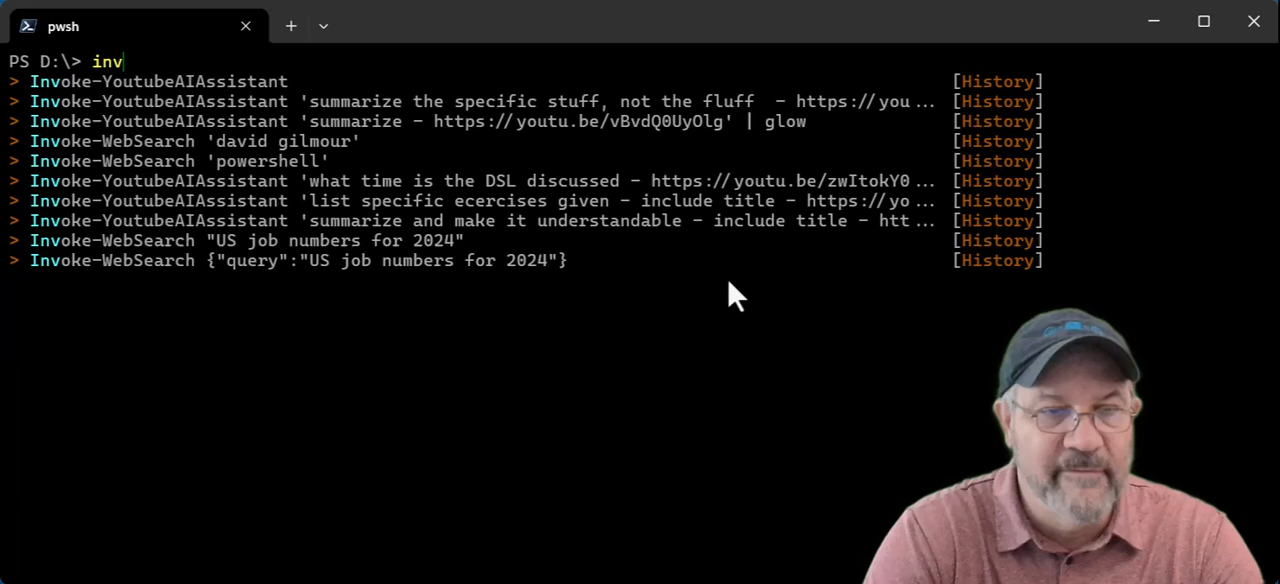 pwsh
PS D:\> inv
> Invoke-YoutubeAIAssistant [History]
> Invoke-YoutubeAIAssistant 'summarize the specific stuff, not the fluff  - https://you... [History]
> Invoke-YoutubeAIAssistant 'summarize - https://youtu.be/vBvdQ0UyOlg' | glow [History]
> Invoke-WebSearch 'david gilmour' [History]
> Invoke-WebSearch 'powershell' [History]
> Invoke-YoutubeAIAssistant 'what time is the DSL discussed - https://youtu.be/zwItokY0... [History]
> Invoke-YoutubeAIAssistant 'list specific ecercises given - include title - https://yo... [History]
> Invoke-YoutubeAIAssistant 'summarize and make it understandable - include title - htt... [History]
> Invoke-WebSearch "US job numbers for 2024" [History]
> Invoke-WebSearch {"query":"US job numbers for 2024"} [History]